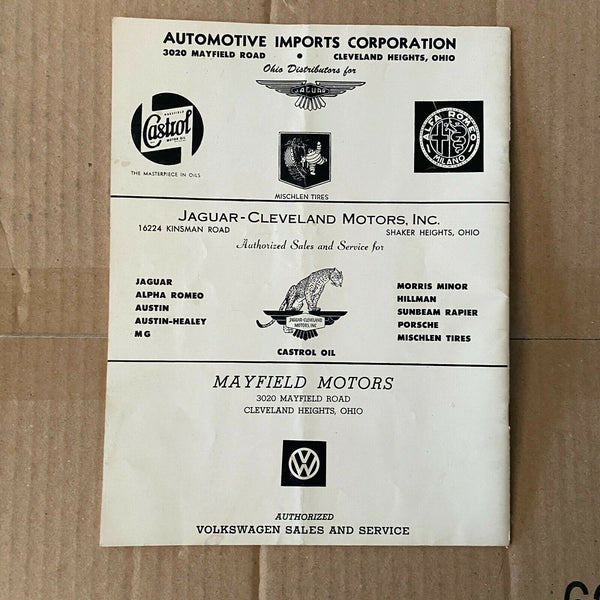 AUTOMOTIVE IMPORTS CORPORATION
3020 MAYFIELD ROAD • CLEVELAND HEIGHTS, OHIO
Ohio Distributors for
JAGUAR
WAKEFIELD
Castrol
MOTOR OIL
THE MASTERPIECE IN OILS
ALFA ROMEO
MILANO
MISCHLEN TIRES
JAGUAR-CLEVELAND MOTORS, INC.
16224 KINSMAN ROAD SHAKER HEIGHTS, OHIO
Authorized Sales and Service for
JAGUAR
ALPHA ROMEO
AUSTIN
AUSTIN-HEALEY
MG
JAGUAR-CLEVELAND
MOTORS, INC
CASTROL OIL
MORRIS MINOR
HILLMAN
SUNBEAM RAPIER
PORSCHE
MISCHLEN TIRES
MAYFIELD MOTORS
3020 MAYFIELD ROAD
CLEVELAND HEIGHTS, OHIO
VW
AUTHORIZED
VOLKSWAGEN SALES AND SERVICE